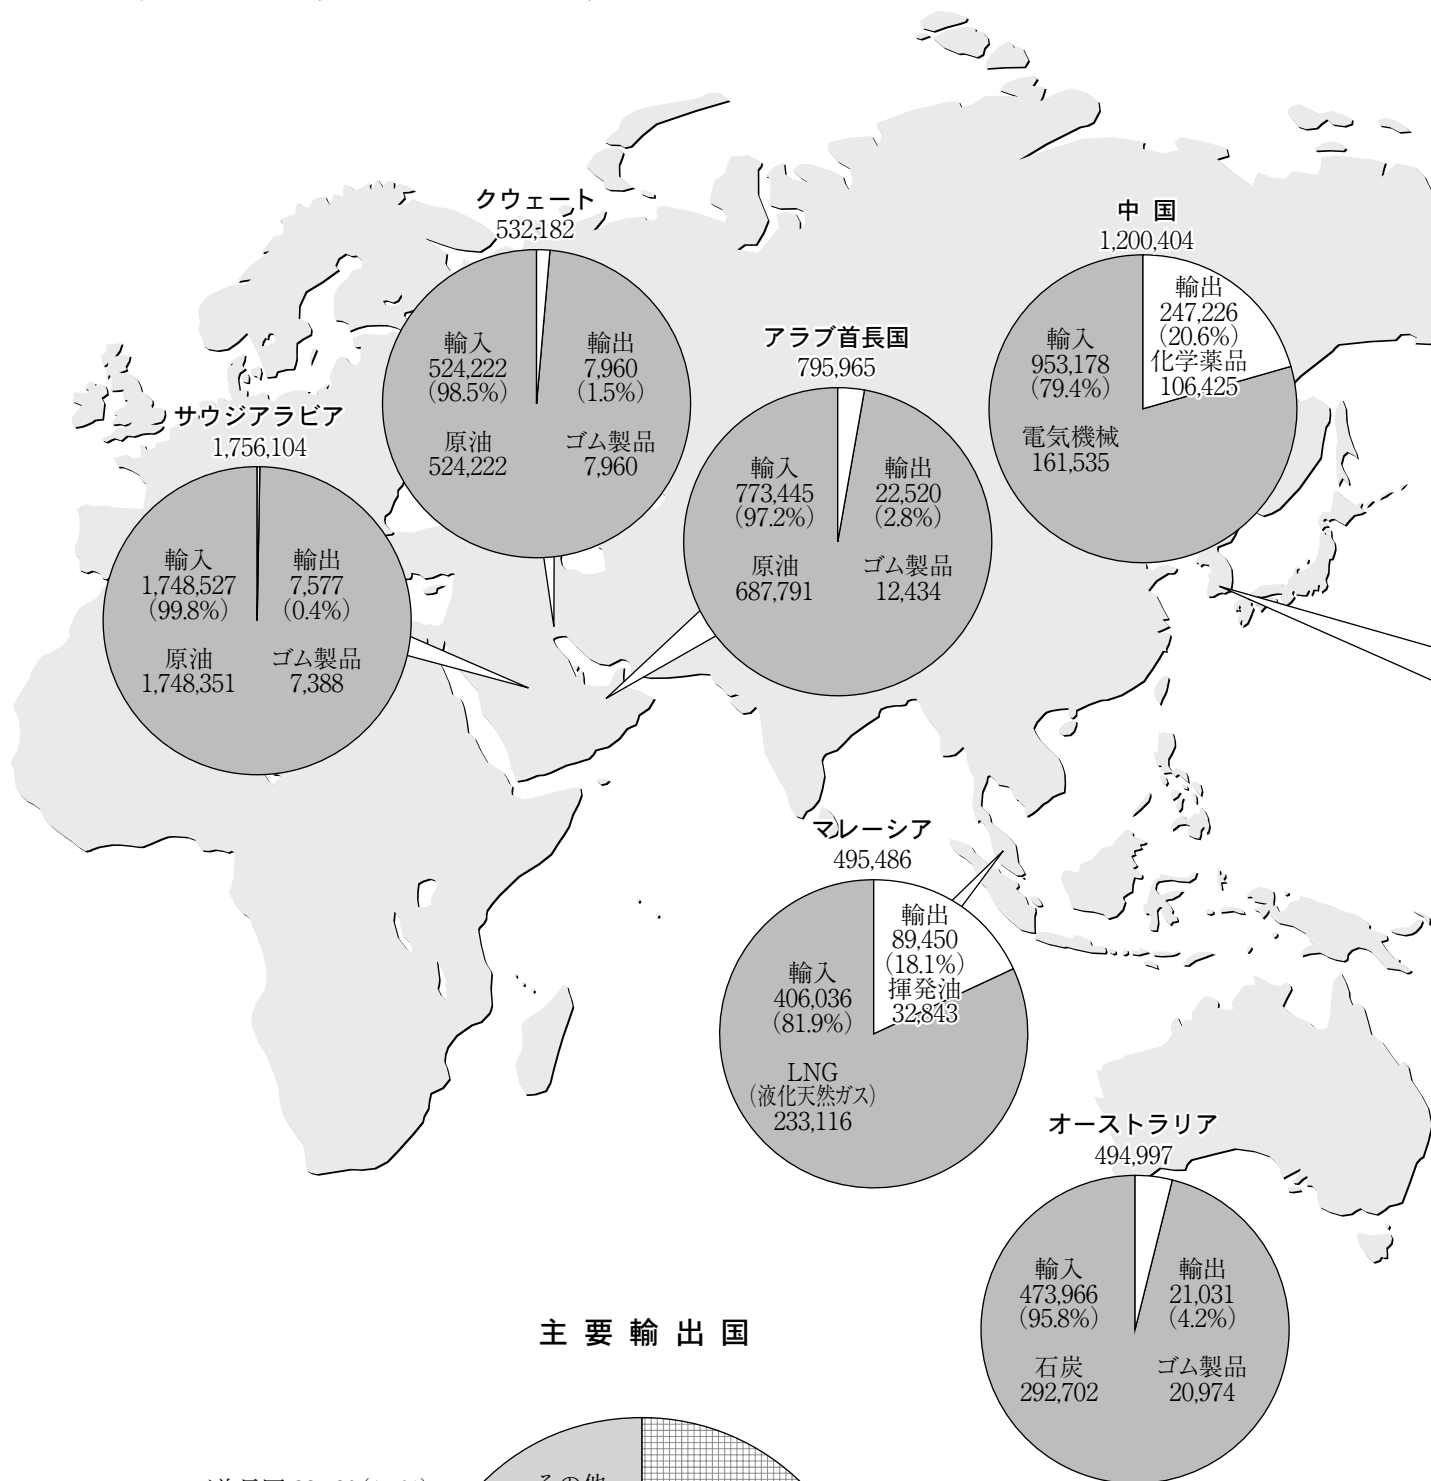 クウェート
532,182
輸入
524,222
(98.5%)
原油
524,222
輸出
7,960
(1.5%)
ゴム製品
7,960
中国
1,200,404
輸出
247,226
(20.6%)
化学薬品
106,425
輸入
953,178
(79.4%)
電気機械
161,535
アラブ首長国
795,965
輸入
773,445
(97.2%)
原油
687,791
輸出
22,520
(2.8%)
ゴム製品
12,434
サウジアラビア
1,756,104
輸入
1,748,527
(99.8%)
原油
1,748,351
輸出
7,577
(0.4%)
ゴム製品
7,388
マレーシア
495,486
輸出
89,450
(18.1%)
揮発油
32,843
輸入
406,036
(81.9%)
LNG
(液化天然ガス)
233,116
オーストラリア
494,997
輸入
473,966
(95.8%)
石炭
292,702
輸出
21,031
(4.2%)
ゴム製品
20,974
主要輸出国
その他